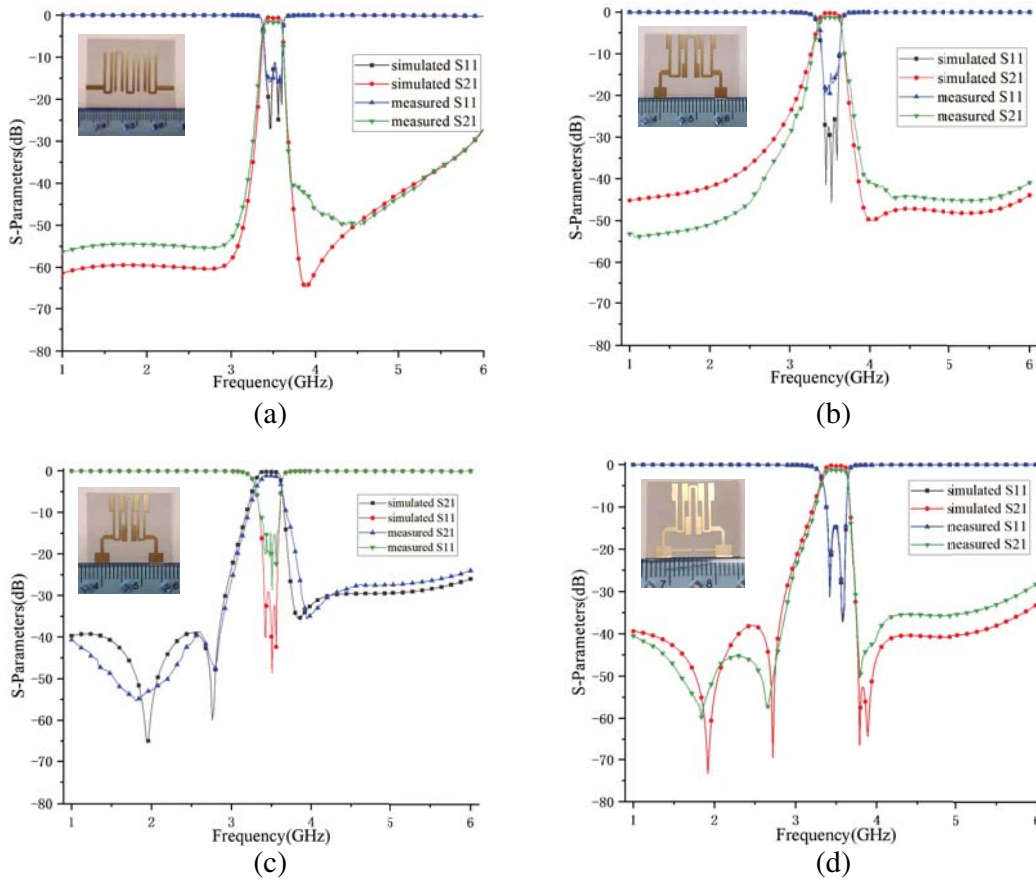 0
−10
−20
−30
−40
−50
−60
−70
−80
S-Parameters(dB)
simulated S11
simulated S21
measured S11
measured S21
1 2 3 4 5 6
Frequency(GHz)
(a)
0
−10
−20
−30
−40
−50
−60
−70
−80
S-Parameters(dB)
simulated S11
simulated S21
measured S11
measured S21
1 2 3 4 5 6
Frequency(GHz)
(b)
0
−10
−20
−30
−40
−50
−60
−70
−80
S-Parameters(dB)
simulated S21
simulated S11
measured S21
measured S11
1 2 3 4 5 6
Frequency(GHz)
(c)
0
−10
−20
−30
−40
−50
−60
−70
−80
S-Parameters(dB)
simulated S11
simulated S21
measured S11
measured S21
1 2 3 4 5 6
Frequency(GHz)
(d)